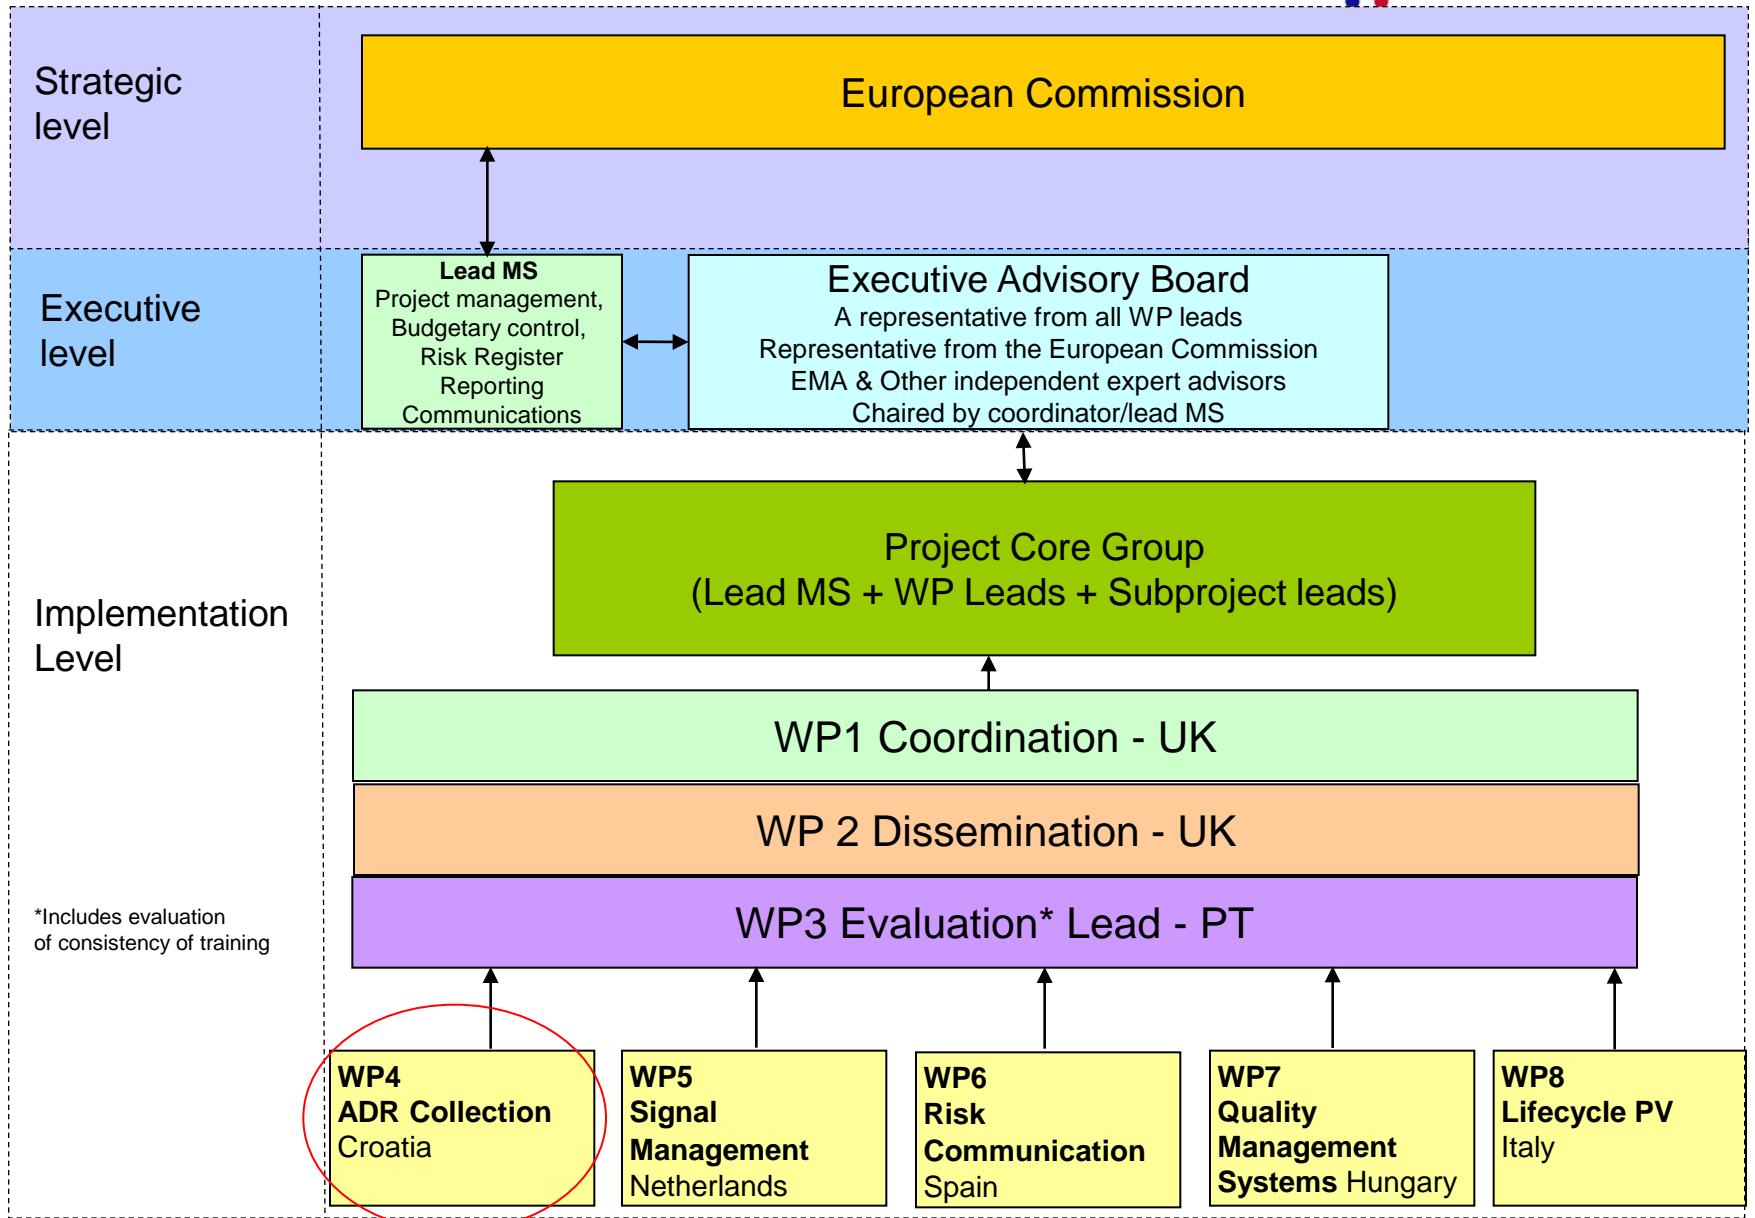 Strategic
level
European Commission
Executive
level
Lead MS
Project management,
Budgetary control,
Risk Register
Reporting
Communications
Executive Advisory Board
A representative from all WP leads
Representative from the European Commission
EMA & Other independent expert advisors
Chaired by coordinator/lead MS
Implementation
Level
Project Core Group
(Lead MS + WP Leads + Subproject leads)
WP1 Coordination - UK
WP 2 Dissemination - UK
WP3 Evaluation* Lead - PT
*Includes evaluation
of consistency of training
WP4
ADR Collection
Croatia
WP5
Signal
Management
Netherlands
WP6
Risk
Communication
Spain
WP7
Quality
Management
Systems Hungary
WP8
Lifecycle PV
Italy